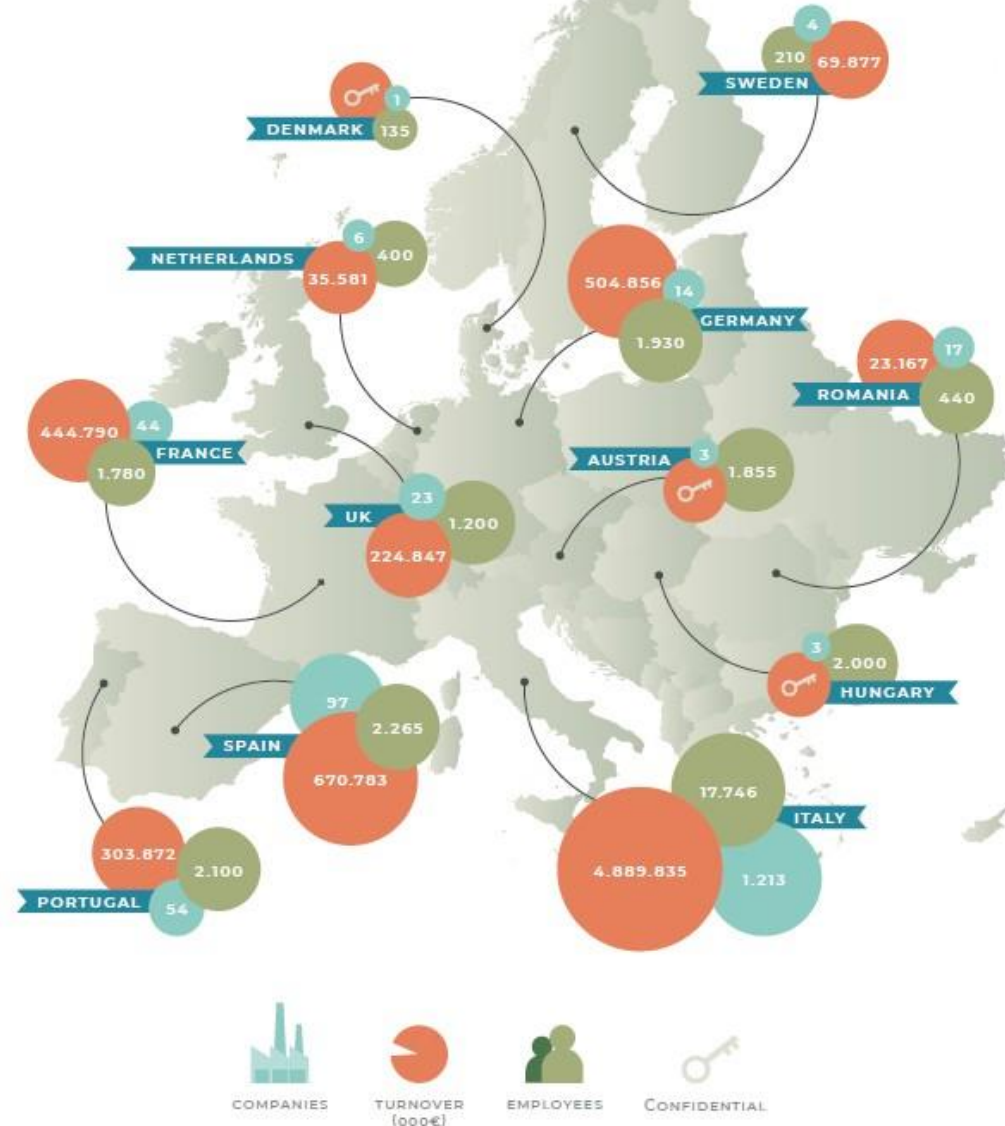 4
210
69.877
SWEDEN
1
DENMARK
135
6
400
NETHERLANDS
35.581
504.856
14
GERMANY
1.930
17
23.167
ROMANIA
440
444.790
44
FRANCE
1.780
AUSTRIA
3
1.855
23
UK
1.200
224.847
3
2.000
HUNGARY
97
2.265
SPAIN
670.783
17.746
ITALY
4.889.835
1.213
303.872
2.100
PORTUGAL
54
COMPANIES
TURNOVER
(000€)
EMPLOYEES
CONFIDENTIAL